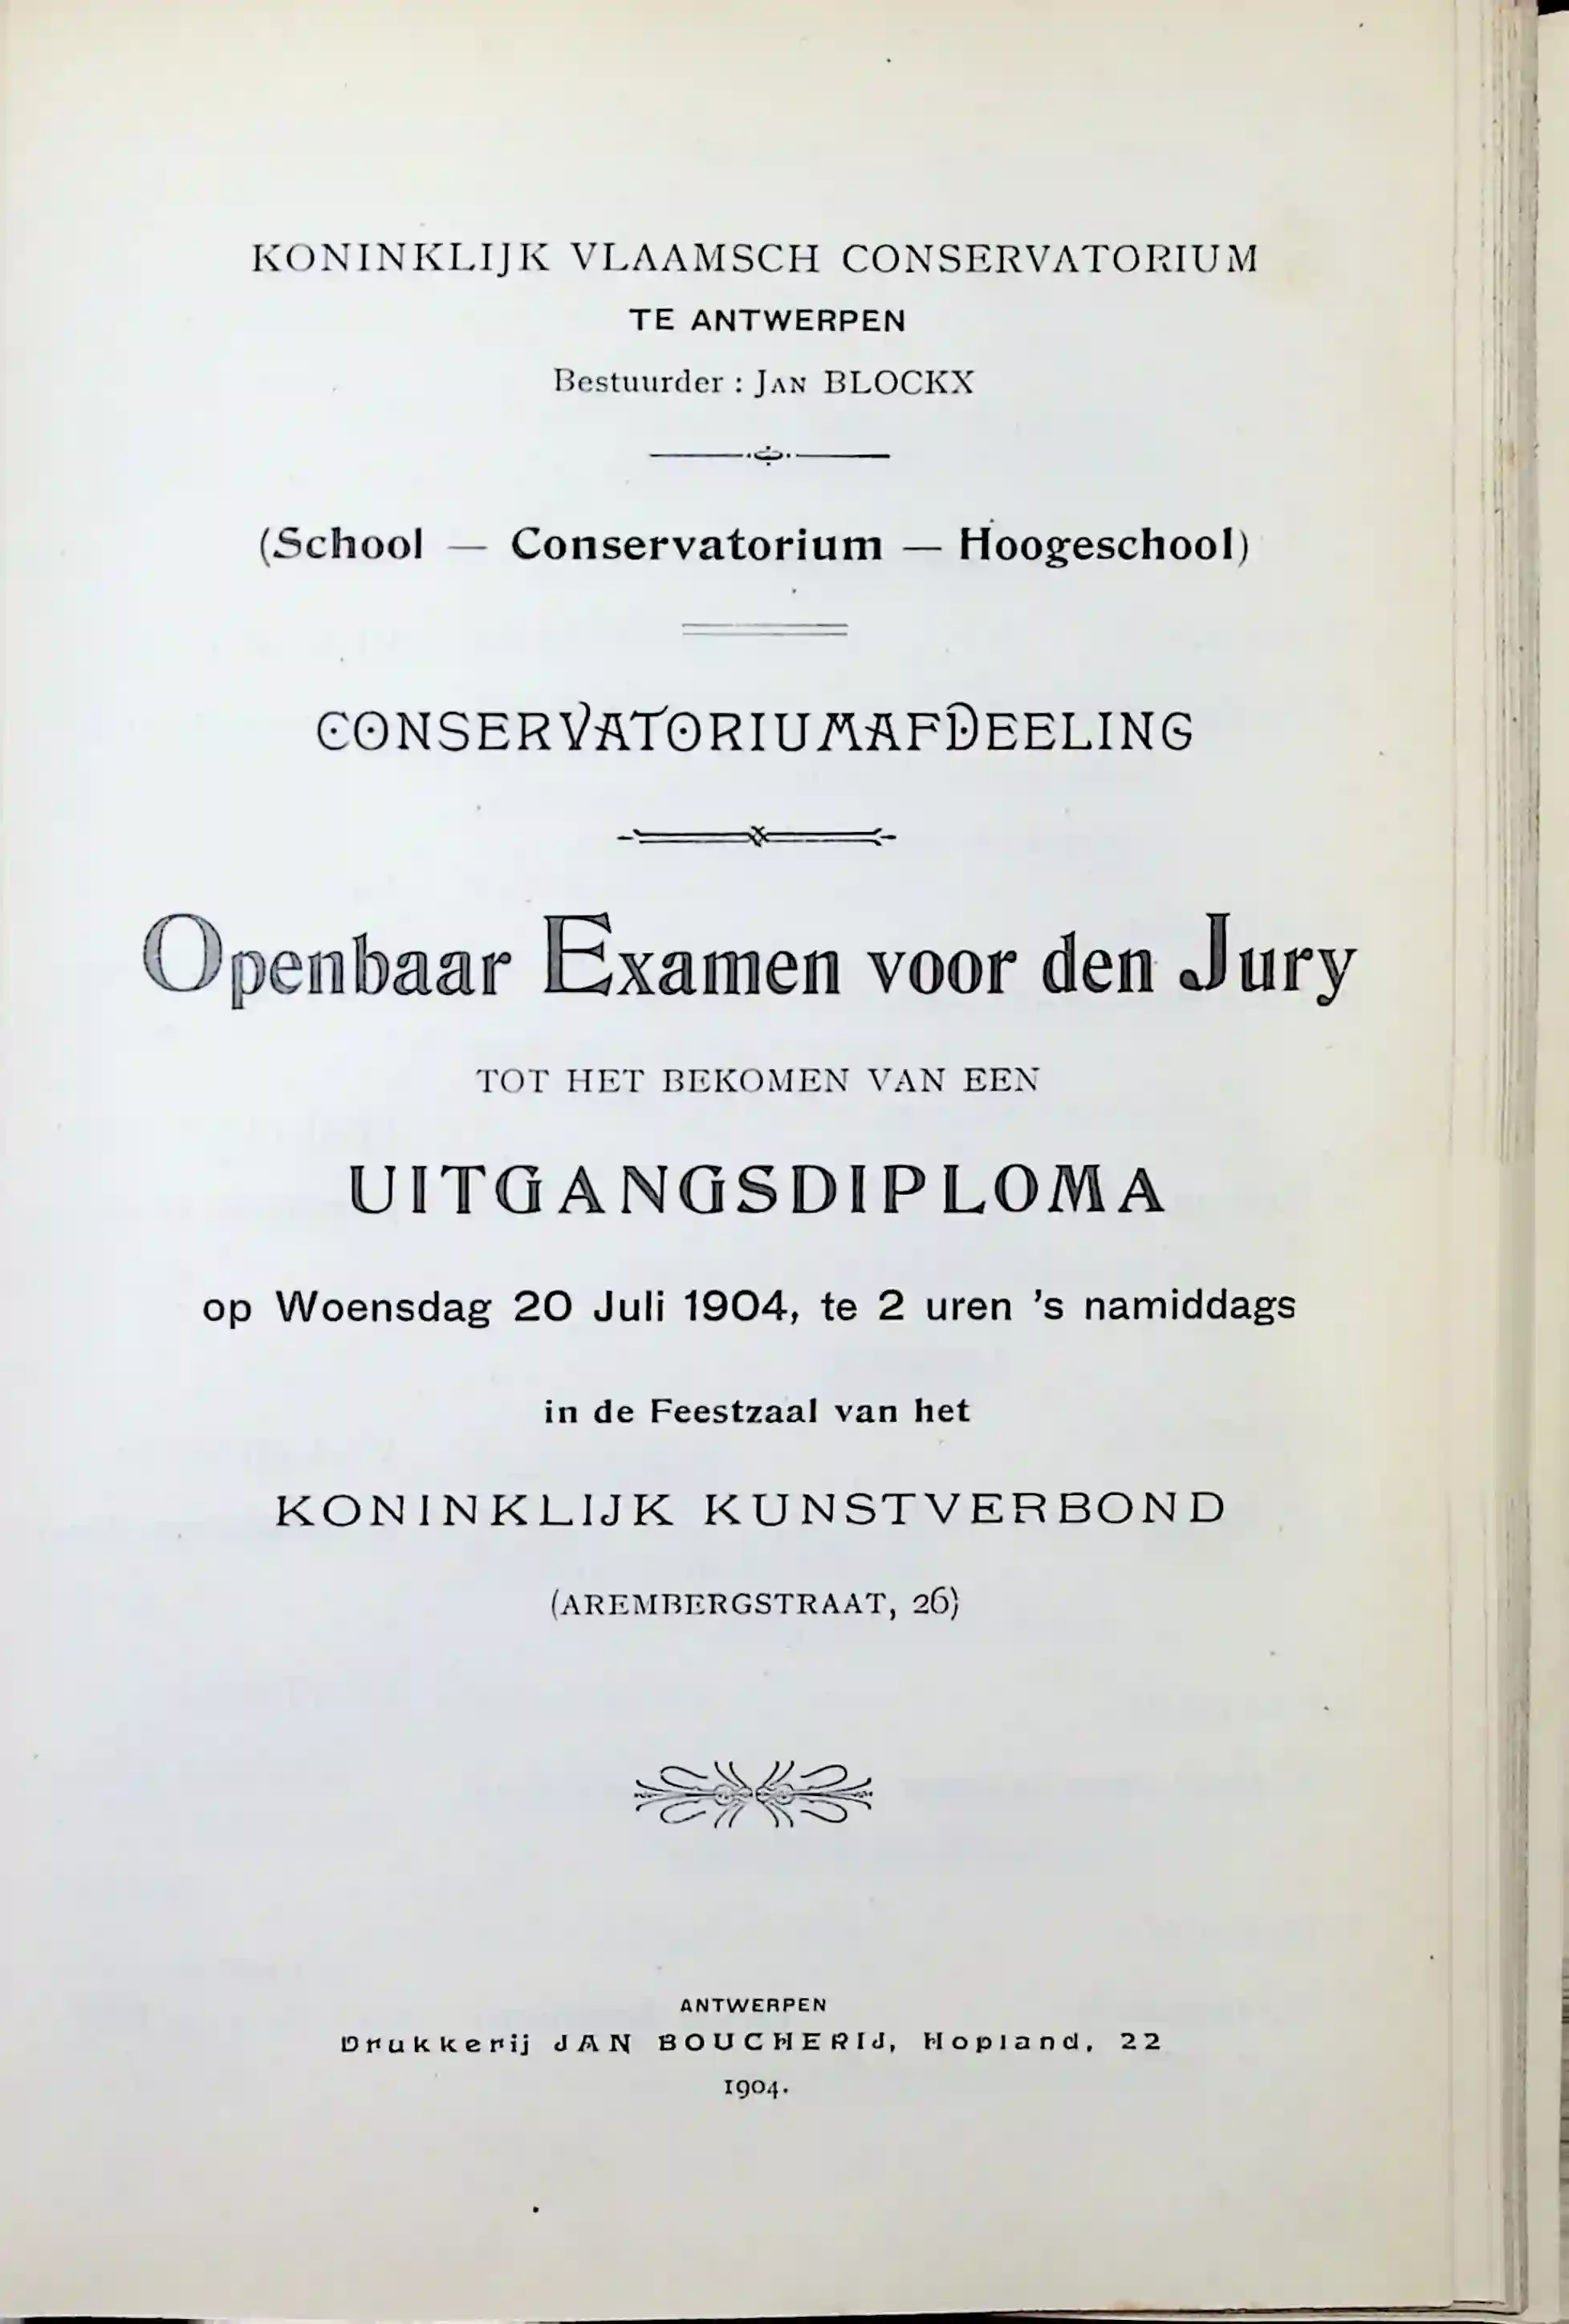 KONINKLIJK VLAAMSCH CONSERVATORIUM
TE ANTWERPEN
Bestuurder : JAN BLOCKX
(School — Conservatorium — Hoogeschool)
CONSERVATORIUMAFDEELING
Openbaar Examen voor den Jury
TOT HET BEKOMEN VAN EEN
UITGANGSDIPLOMA
op Woensdag 20 Juli 1904, te 2 uren 's namiddags
in de Feestzaal van het
KONINKLIJK KUNSTVERBOND
(AREMBERGSTRAAT, 26)
ANTWERPEN
Drukkerij JAN BOUCHERIJ, Hopland, 22
1904.